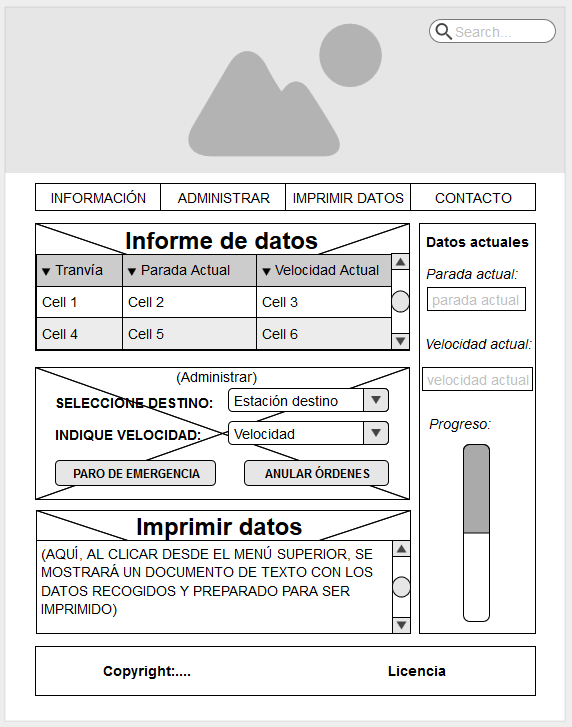 Search...
INFORMACIÓN ADMINISTRAR IMPRIMIR DATOS CONTACTO
Informe de datos
Tranvía Parada Actual Velocidad Actual
Cell 1 Cell 2 Cell 3
Cell 4 Cell 5 Cell 6
(Administrar)
SELECCIONE DESTINO: Estación destino
INDIQUE VELOCIDAD: Velocidad
PARO DE EMERGENCIA ANULAR ÓRDENES
Imprimir datos
(AQUÍ, AL CLICAR DESDE EL MENÚ SUPERIOR, SE
MOSTRARÁ UN DOCUMENTO DE TEXTO CON LOS
DATOS RECOGIDOS Y PREPARADO PARA SER
IMPRIMIDO)
Datos actuales
Parada actual:
parada actual
Velocidad actual:
velocidad actual
Progreso:
Copyright:.... Licencia